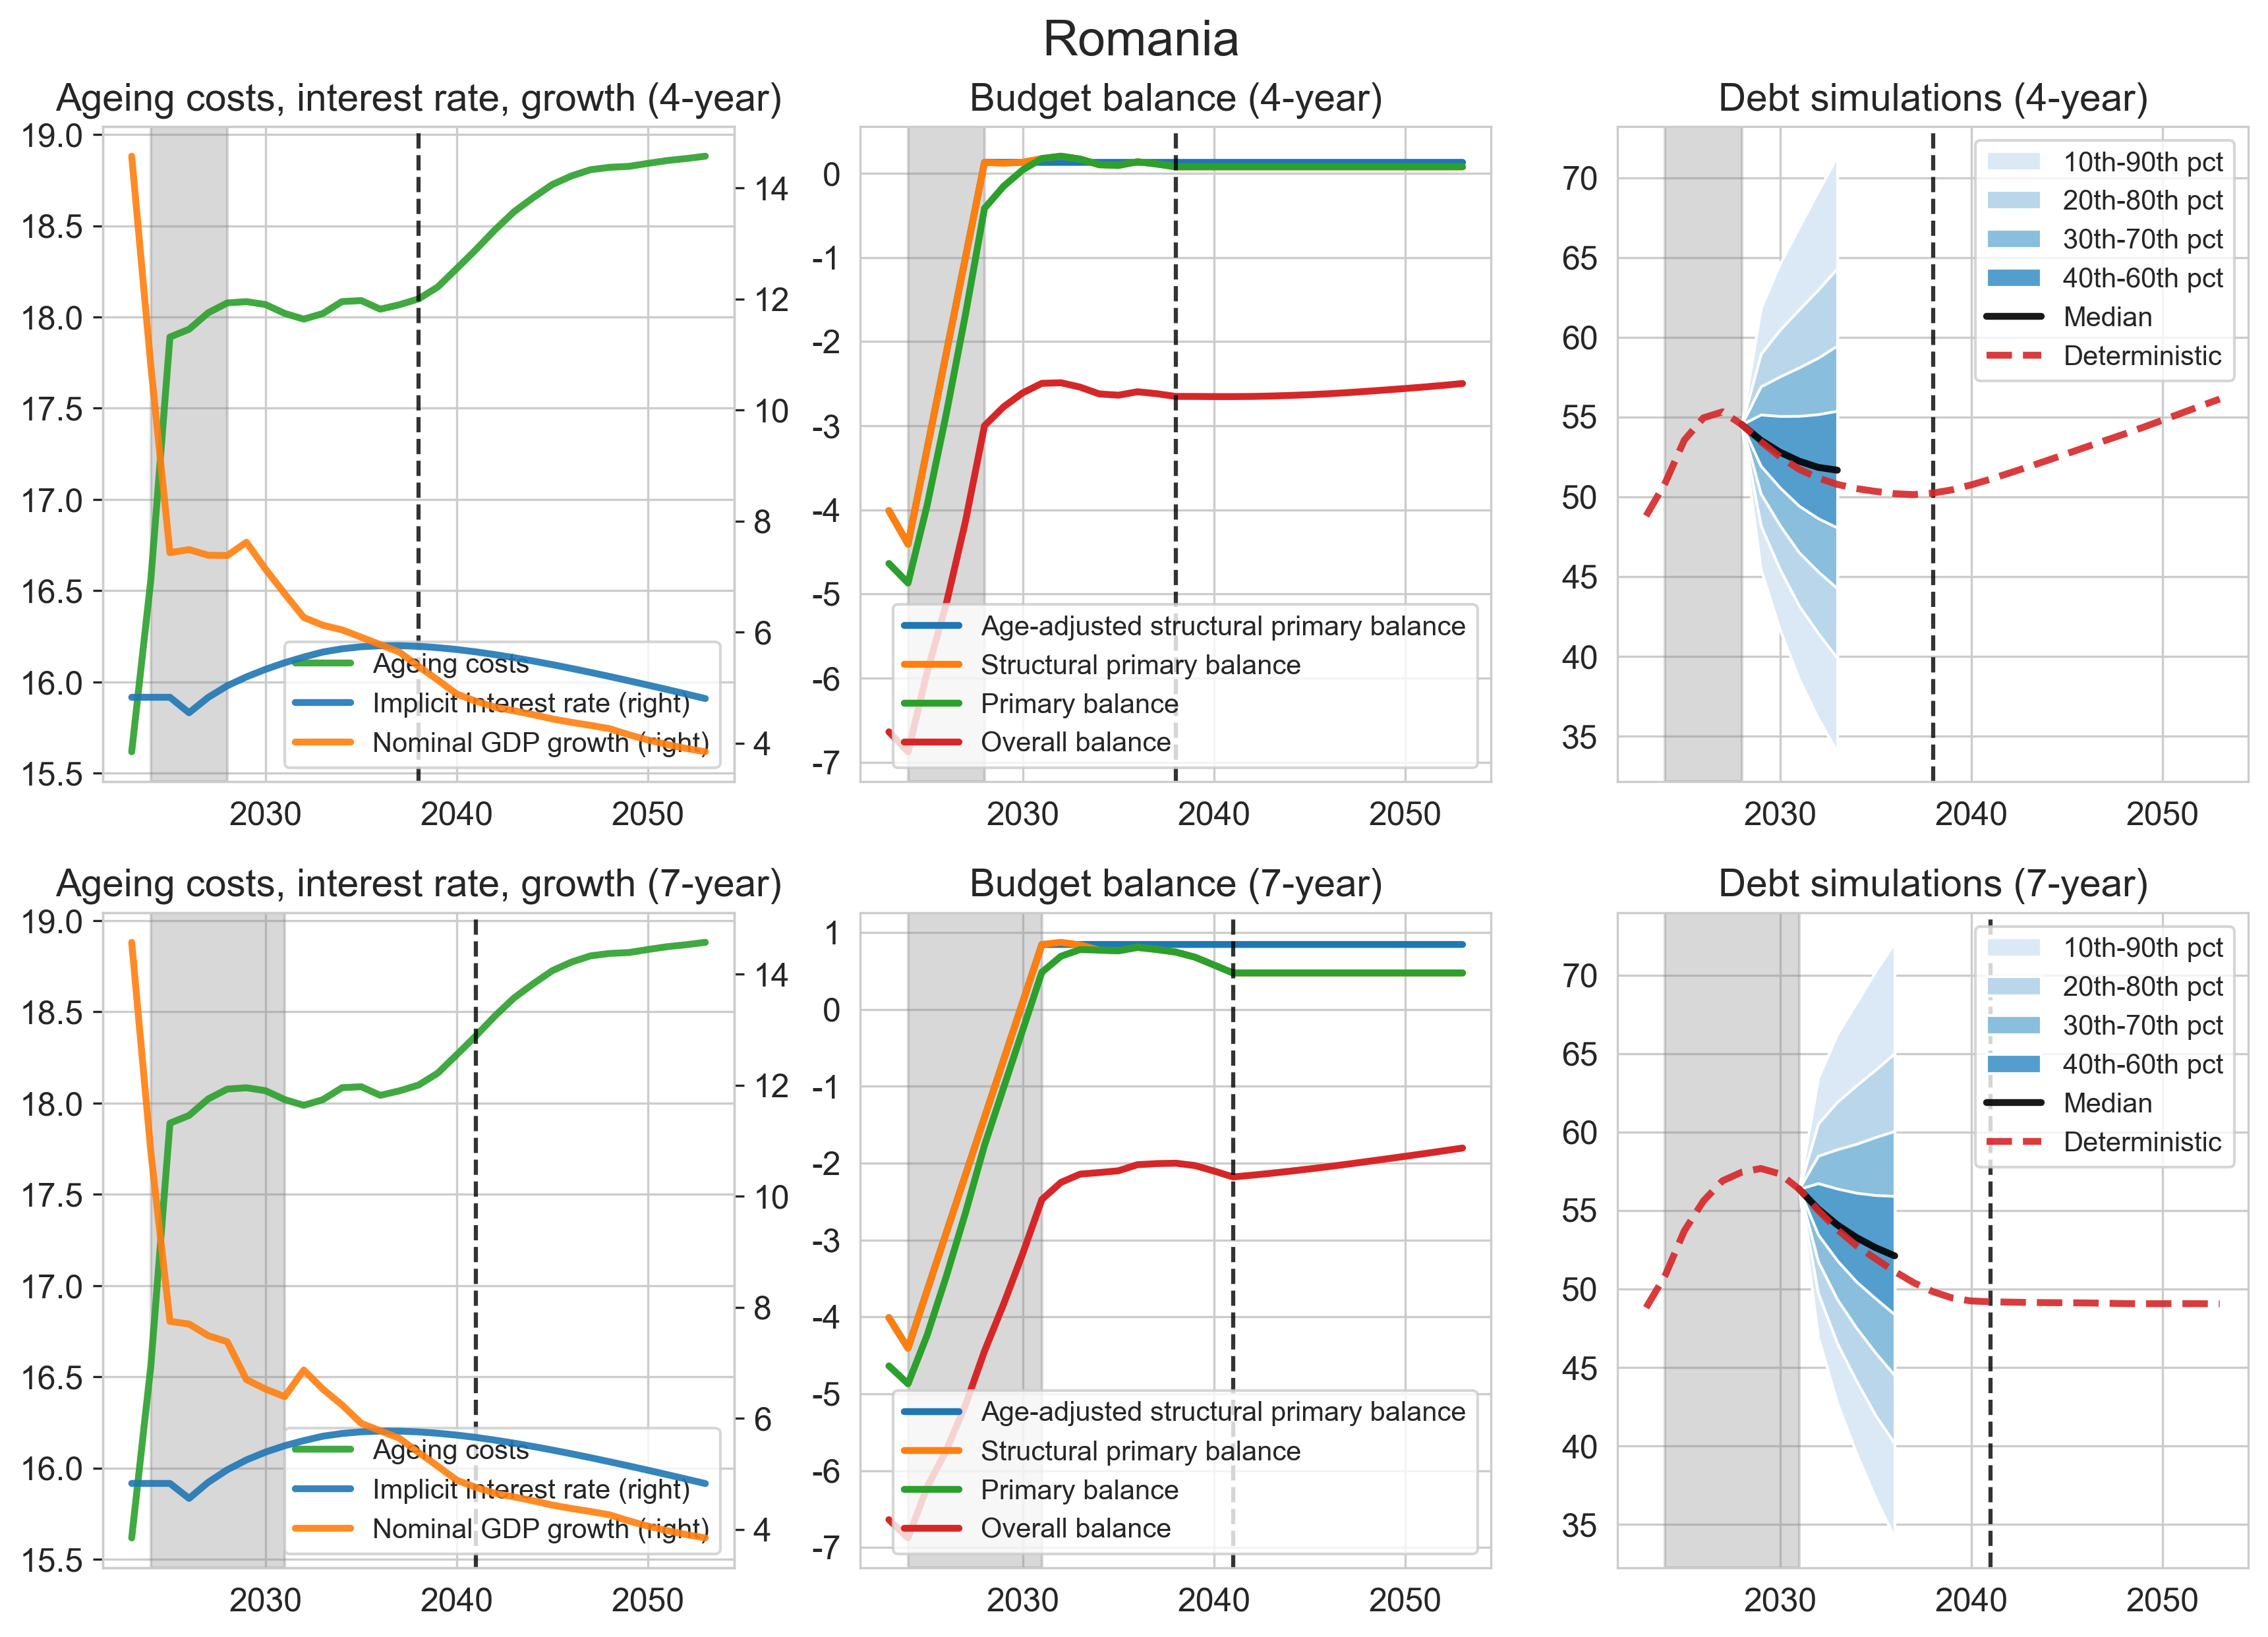 Romania
Ageing costs, interest rate, growth (4-year)
19.0
18.5
18.0
17.5
17.0
16.5
16.0
15.5
14
12
10
8
6
4
2030
2040
2050
Ageing costs
Implicit interest rate (right)
Nominal GDP growth (right)
Budget balance (4-year)
0
-1
-2
-3
-4
-5
-6
-7
2030
2040
2050
Age-adjusted structural primary balance
Structural primary balance
Primary balance
Overall balance
Debt simulations (4-year)
70
65
60
55
50
45
40
35
2030
2040
2050
10th-90th pct
20th-80th pct
30th-70th pct
40th-60th pct
Median
Deterministic
Ageing costs, interest rate, growth (7-year)
19.0
18.5
18.0
17.5
17.0
16.5
16.0
15.5
14
12
10
8
6
4
2030
2040
2050
Ageing costs
Implicit interest rate (right)
Nominal GDP growth (right)
Budget balance (7-year)
1
0
-1
-2
-3
-4
-5
-6
-7
2030
2040
2050
Age-adjusted structural primary balance
Structural primary balance
Primary balance
Overall balance
Debt simulations (7-year)
70
65
60
55
50
45
40
35
2030
2040
2050
10th-90th pct
20th-80th pct
30th-70th pct
40th-60th pct
Median
Deterministic